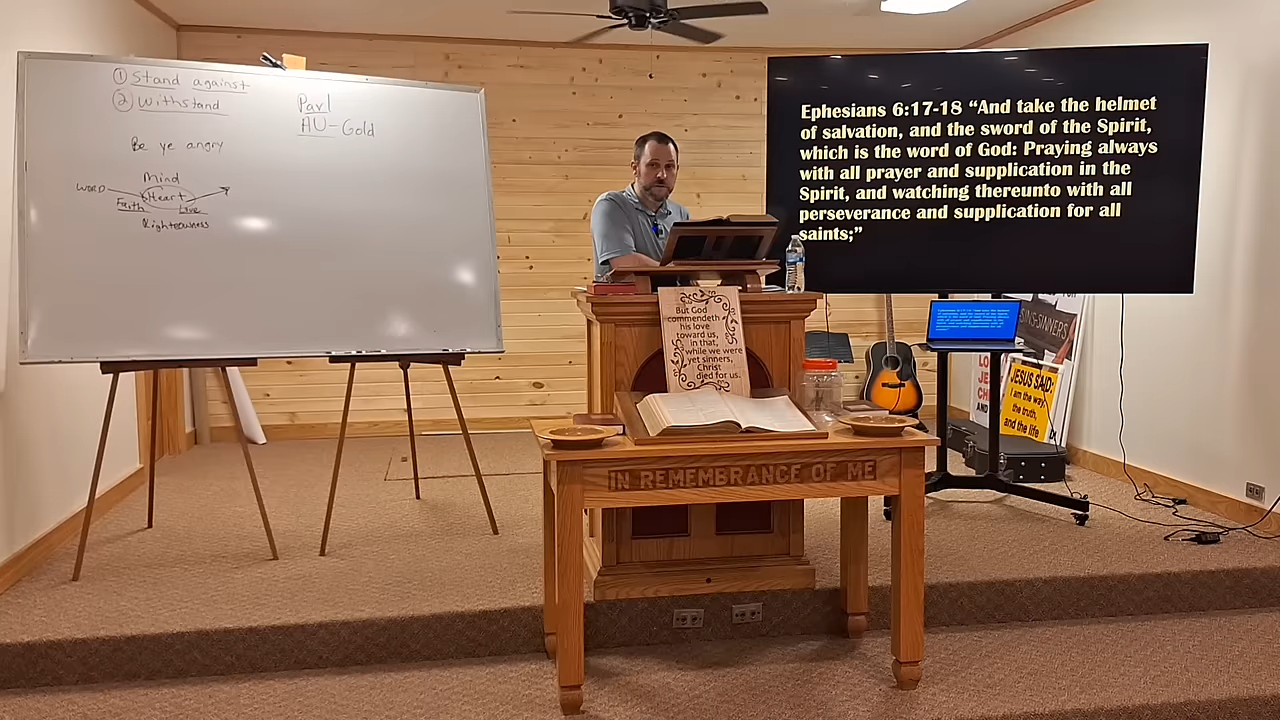 ① Stand against
② Withstand
Be ye angry
Mind
WORD
Heart
Faith
Love
Righteousness
Paul
AU-Gold
Ephesians 6:17-18 “And take the helmet
of salvation, and the sword of the Spirit,
which is the word of God: Praying always
with all prayer and supplication in the
Spirit, and watching thereunto with all
perseverance and supplication for all
saints;”
But God
commendeth
his love
toward us,
in that,
while we were
yet sinners,
Christ
died for us.
IN REMEMBRANCE OF ME
JESUS SAID:
I am the way,
the truth,
and the life